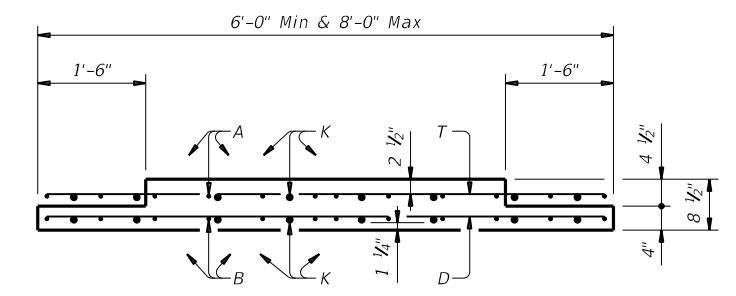 6'-0" Min & 8'-0" Max
1'-6"
1'-6"
A
K
2 1/2"
T
4 1/2"
8 1/2"
4"
1 1/4"
B
K
D